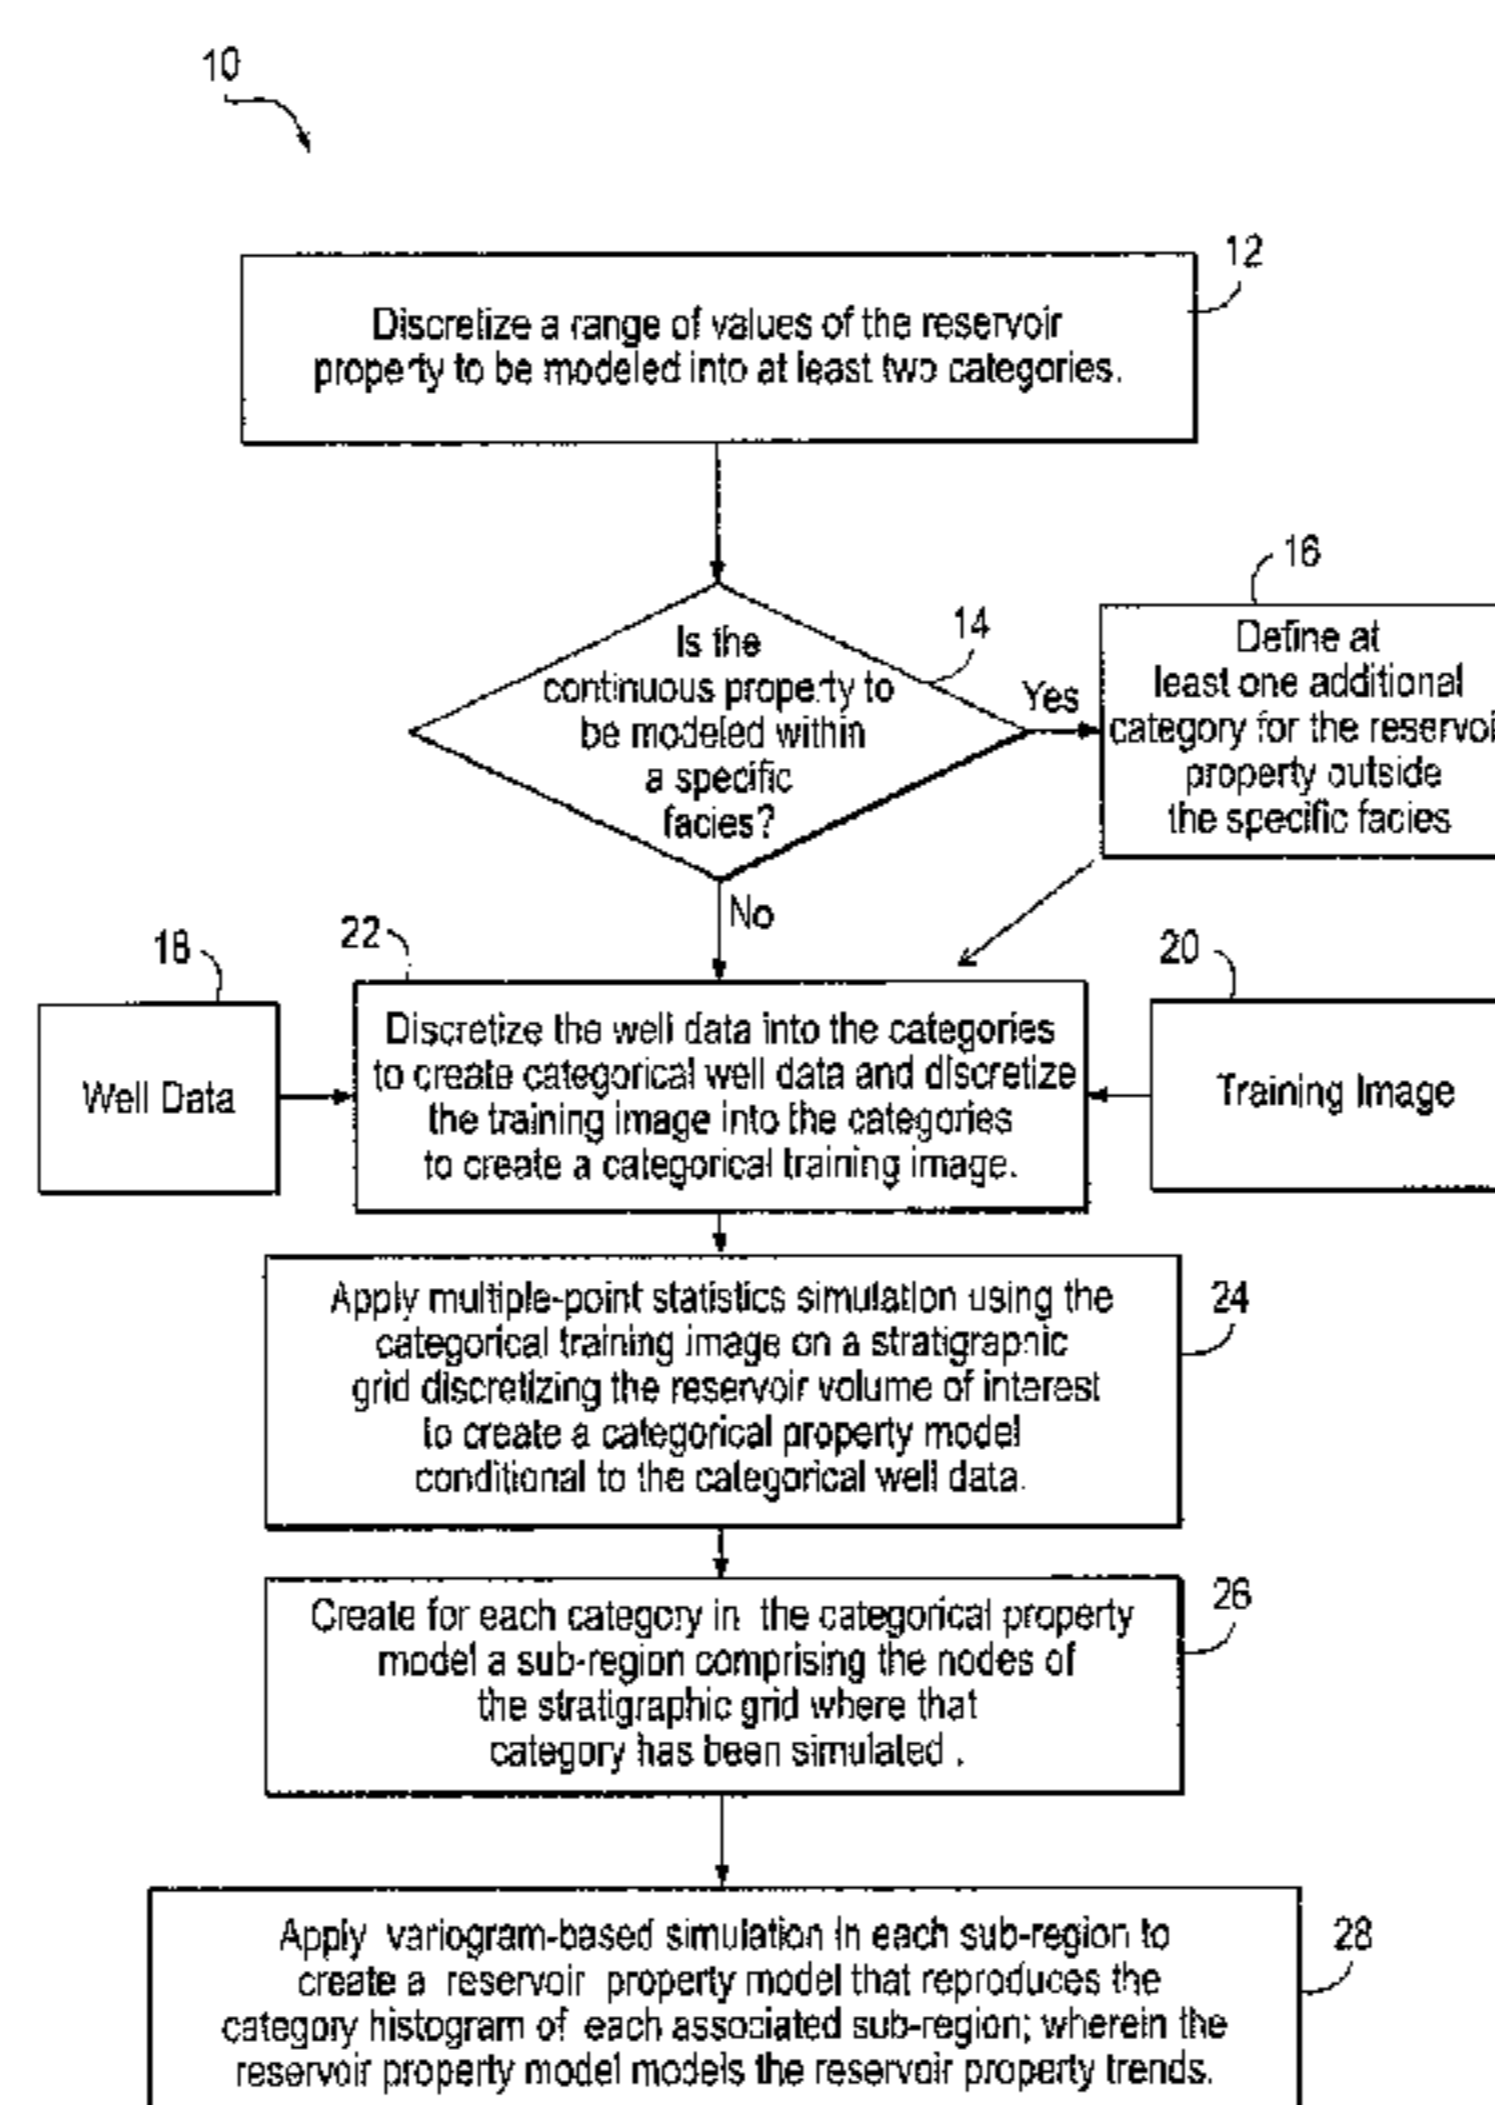 10
12
Discretize a range of values of the reservoir
property to be modeled into at least two categories.
16
14
Is the
continuous property to
be modeled within
a specific
facies?
Yes
Define at
least one additional
category for the reservoi
property outside
the specific facies
No
18
22
20
Well Data
Discretize the well data into the categories
to create categorical well data and discretize
the training image into the categories
to create a categorical training image.
Training Image
24
Apply multiple-point statistics simulation using the
categorical training image on a stratigraphic
grid discretizing the reservoir volume of interest
to create a categorical property model
conditional to the categorical well data.
26
Create for each category in the categorical property
model a sub-region comprising the nodes of
the stratigraphic grid where that
category has been simulated .
28
Apply variogram-based simulation in each sub-region to
create a reservoir property model that reproduces the
category histogram of each associated sub-region; wherein the
reservoir property model models the reservoir property trends.